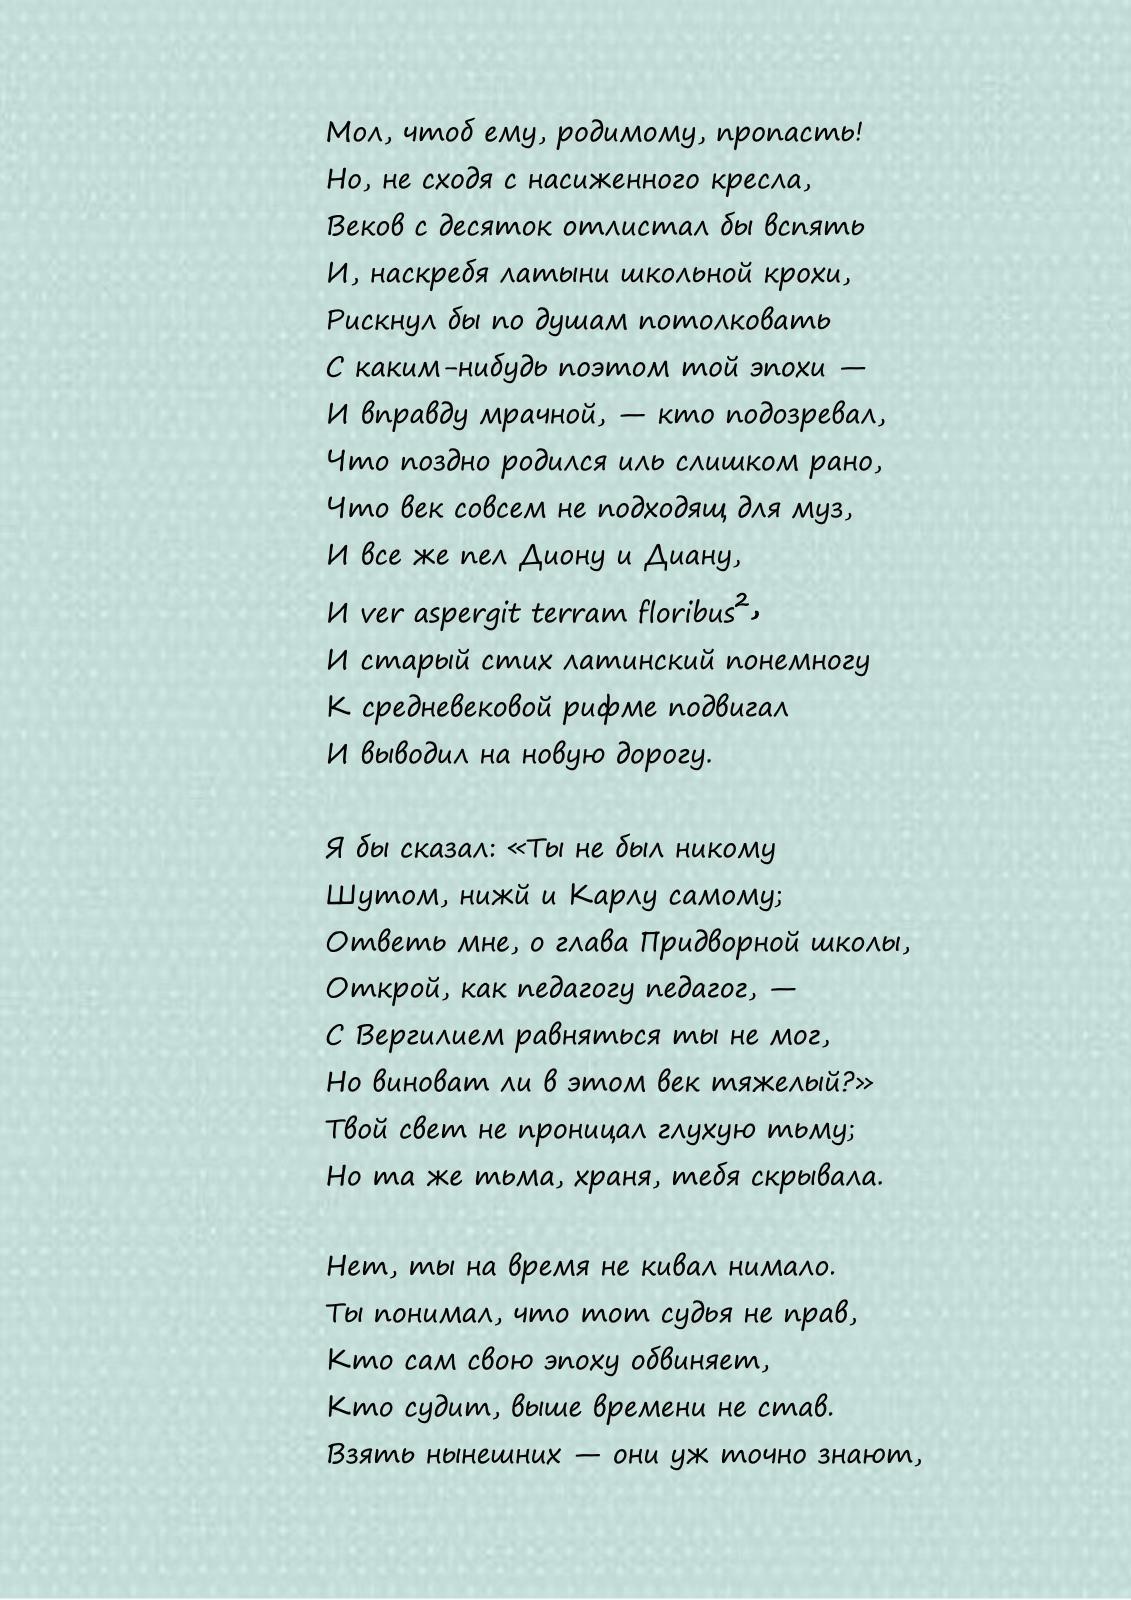 Мол, чтоб ему, родимому, пропасть!
Но, не сходя с насиженного кресла,
Веков с десяток отлистал бы вспять
И, наскребя латыни школьной крохи,
Рискнул бы по душам потолковать
С каким-нибудь поэтом той эпохи —
И вправду мрачной, — кто подозревал,
Что поздно родился иль слишком рано,
Что век совсем не подходящ для муз,
И все же пел Диону и Диану,
И ver aspergit terram floribus²,
И старый стих латинский понемногу
К средневековой рифме подвигал
И выводил на новую дорогу.

Я бы сказал: «Ты не был никому
Шутом, нижй и Карлу самому;
Ответь мне, о глава Придворной школы,
Открой, как педагогу педагог, —
С Вергилием равняться ты не мог,
Но виноват ли в этом век тяжелый?»
Твой свет не проницал глухую тьму;
Но та же тьма, храня, тебя скрывала.

Нет, ты на время не кивал нимало.
Ты понимал, что тот судья не прав,
Кто сам свою эпоху обвиняет,
Кто судит, выше времени не став.
Взять нынешних — они уж точно знают,